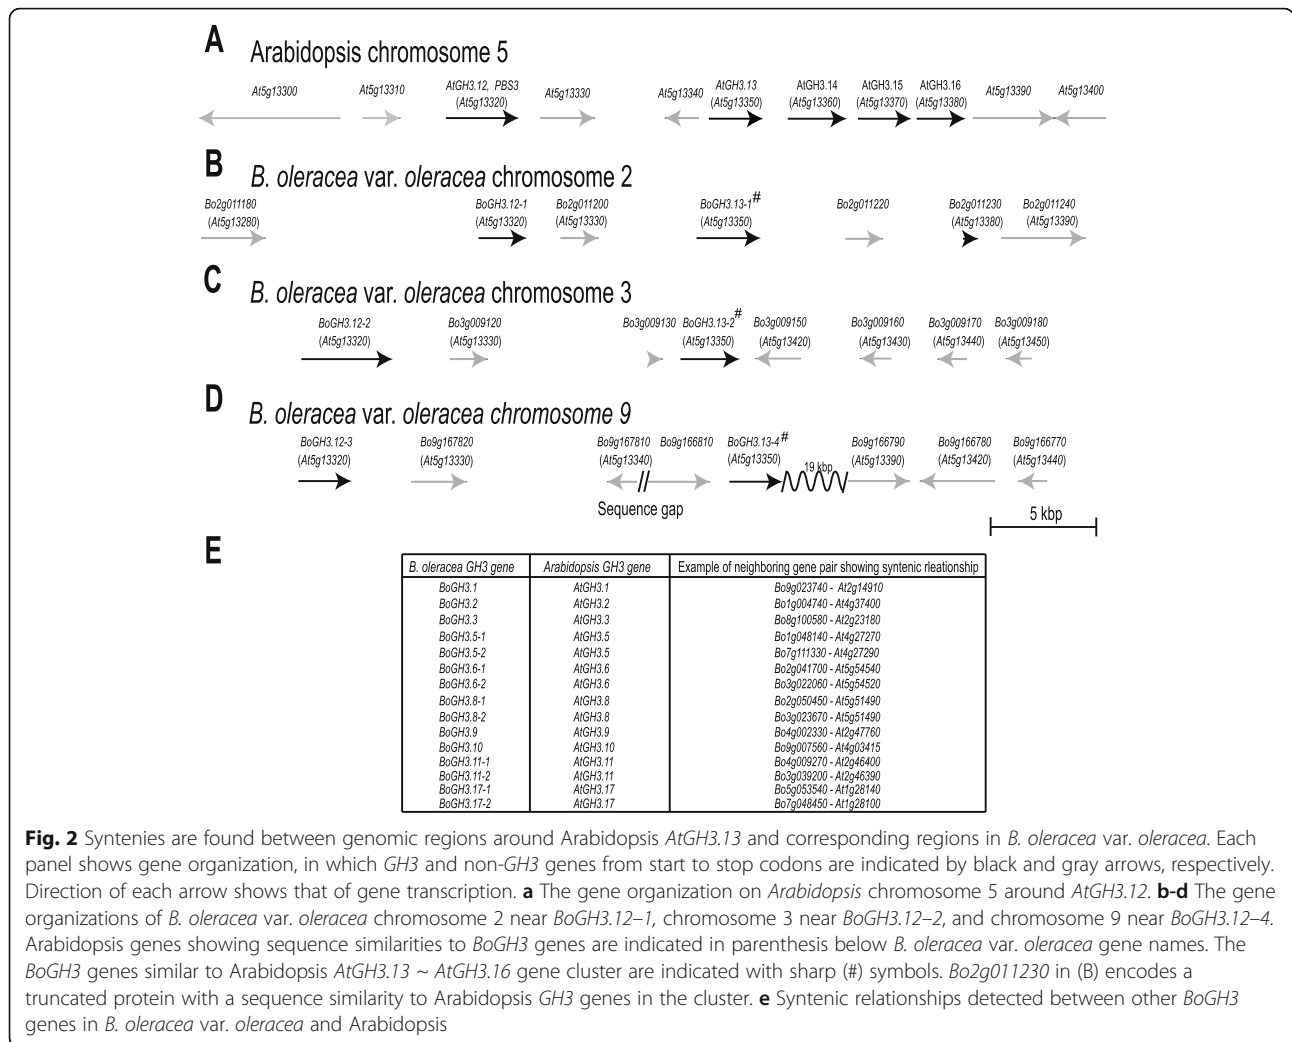 A Arabidopsis chromosome 5
At5g13300 At5g13310 AtGH3.12, PBS3 At5g13330 At5g13340 AtGH3.13 AtGH3.14 AtGH3.15 AtGH3.16 At5g13390 At5g13400
(At5g13320) (At5g13350) (At5g13360) (At5g13370) (At5g13380)
B B. oleracea var. oleracea chromosome 2
Bo2g011180 BoGH3.12-1 Bo2g011200 BoGH3.13-1# Bo2g011220 Bo2g011230 Bo2g011240
(At5g13280) (At5g13320) (At5g13330) (At5g13350) (At5g13380) (At5g13390)
C B. oleracea var. oleracea chromosome 3
BoGH3.12-2 Bo3g009120 Bo3g009130 BoGH3.13-2# Bo3g009150 Bo3g009160 Bo3g009170 Bo3g009180
(At5g13320) (At5g13330) (At5g13350) (At5g13420) (At5g13430) (At5g13440) (At5g13450)
D B. oleracea var. oleracea chromosome 9
BoGH3.12-3 Bo9g167820 Bo9g167810 Bo9g166810 BoGH3.13-4# Bo9g166790 Bo9g166780 Bo9g166770
(At5g13320) (At5g13330) (At5g13340) (At5g13350) (At5g13390) (At5g13420) (At5g13440)
19 kbp
Sequence gap
5 kbp
E
B. oleracea GH3 gene Arabidopsis GH3 gene Example of neighboring gene pair showing syntenic rleationship
BoGH3.1 AtGH3.1 Bo9g023740 - At2g14910
BoGH3.2 AtGH3.2 Bo1g004740 - At4g37400
BoGH3.3 AtGH3.3 Bo8g100580 - At2g23180
BoGH3.5-1 AtGH3.5 Bo1g048140 - At4g27270
BoGH3.5-2 AtGH3.5 Bo7g111330 - At4g27290
BoGH3.6-1 AtGH3.6 Bo2g041700 - At5g54540
BoGH3.6-2 AtGH3.6 Bo3g022060 - At5g54520
BoGH3.8-1 AtGH3.8 Bo2g050450 - At5g51490
BoGH3.8-2 AtGH3.8 Bo3g023670 - At5g51490
BoGH3.9 AtGH3.9 Bo4g002330 - At2g47760
BoGH3.10 AtGH3.10 Bo9g007560 - At4g03415
BoGH3.11-1 AtGH3.11 Bo4g009270 - At2g46400
BoGH3.11-2 AtGH3.11 Bo3g039200 - At2g46390
BoGH3.17-1 AtGH3.17 Bo5g053540 - At1g28140
BoGH3.17-2 AtGH3.17 Bo7g048450 - At1g28100
Fig. 2 Syntenies are found between genomic regions around Arabidopsis AtGH3.13 and corresponding regions in B. oleracea var. oleracea. Each
panel shows gene organization, in which GH3 and non-GH3 genes from start to stop codons are indicated by black and gray arrows, respectively.
Direction of each arrow shows that of gene transcription. a The gene organization on Arabidopsis chromosome 5 around AtGH3.12. b-d The gene
organizations of B. oleracea var. oleracea chromosome 2 near BoGH3.12–1, chromosome 3 near BoGH3.12–2, and chromosome 9 near BoGH3.12–4.
Arabidopsis genes showing sequence similarities to BoGH3 genes are indicated in parenthesis below B. oleracea var. oleracea gene names. The
BoGH3 genes similar to Arabidopsis AtGH3.13 ~ AtGH3.16 gene cluster are indicated with sharp (#) symbols. Bo2g011230 in (B) encodes a
truncated protein with a sequence similarity to Arabidopsis GH3 genes in the cluster. e Syntenic relationships detected between other BoGH3
genes in B. oleracea var. oleracea and Arabidopsis